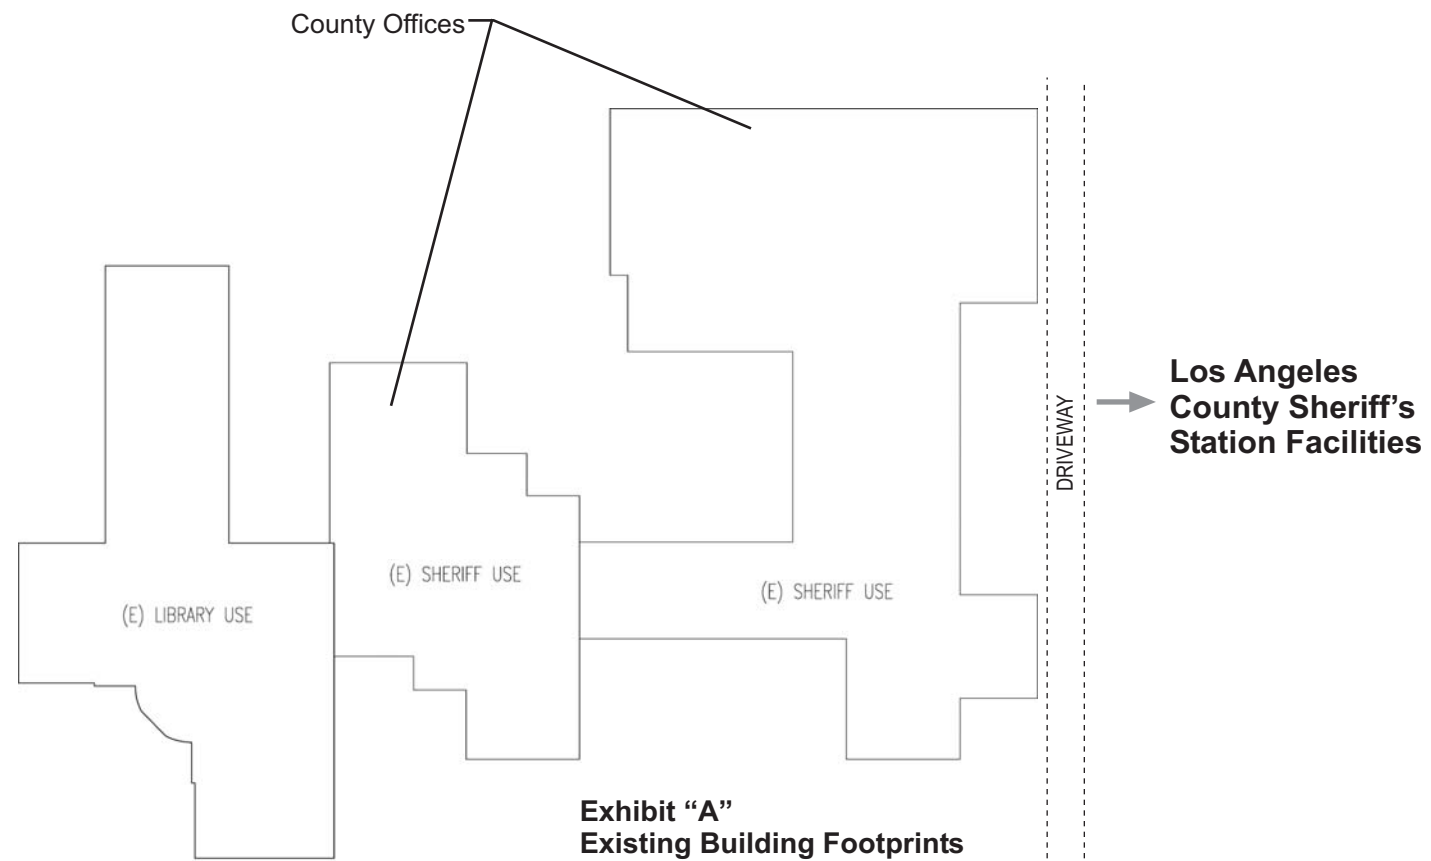 County Offices
Los Angeles
County Sheriff’s
Station Facilities
DRIVEWAY
(E) SHERIFF USE
(E) SHERIFF USE
(E) LIBRARY USE
Exhibit “A”
Existing Building Footprints